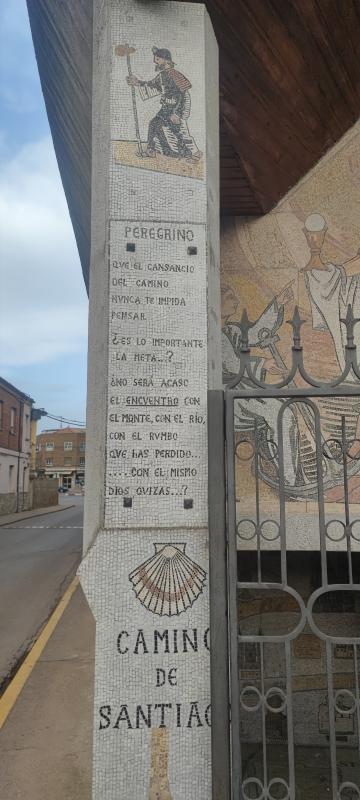 PEREGRINO
QUE EL CANSANCIO
DEL CAMINO
NUNCA TE IMPIDA
PENSAR.
¿ES LO IMPORTANTE
LA META...?
¿NO SERÁ ACASO
EL ENCUENTRO CON
EL MONTE, CON EL RÍO,
CON EL RVMBO
QUE HAS PERDIDO...
.....CON EL MISMO
DIOS QUIZAS...?
CAMINO
DE
SANTIAG